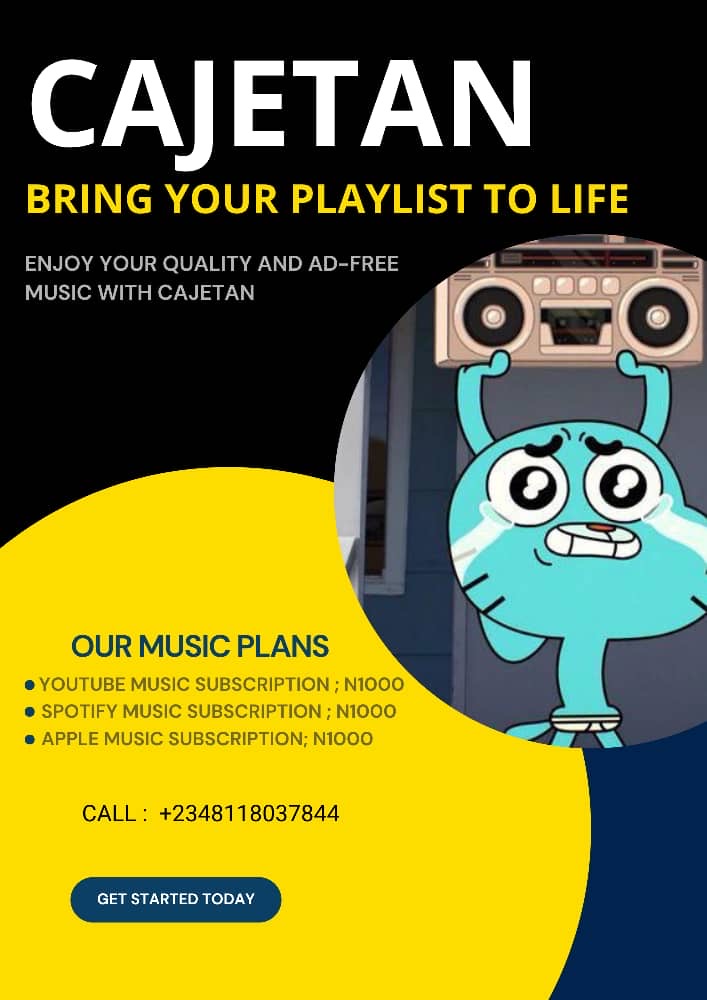 CAJETAN
BRING YOUR PLAYLIST TO LIFE
ENJOY YOUR QUALITY AND AD-FREE
MUSIC WITH CAJETAN
OUR MUSIC PLANS
YOUTUBE MUSIC SUBSCRIPTION ; N1000
SPOTIFY MUSIC SUBSCRIPTION ; N1000
APPLE MUSIC SUBSCRIPTION; N1000
CALL : +2348118037844
GET STARTED TODAY